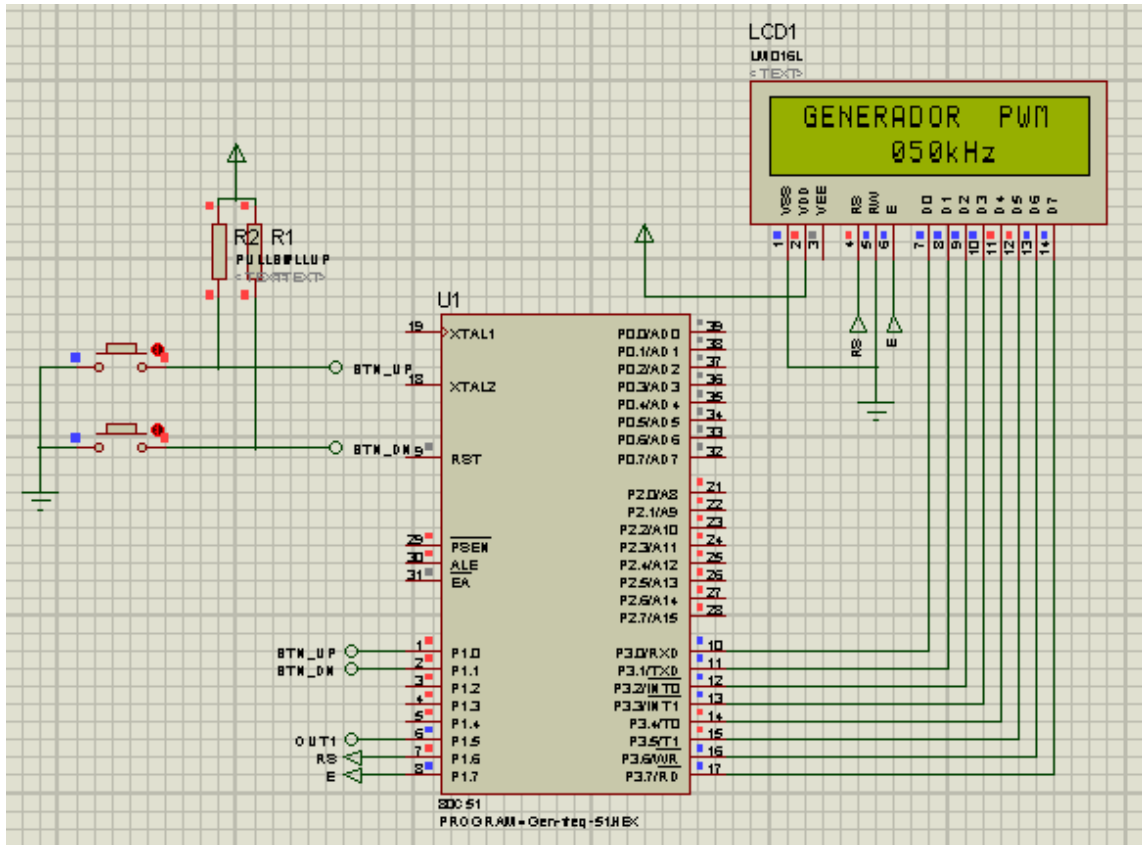 LCD1
LM016L
<TEXT>
GENERADOR PWM
050kHz
VSS
VDD
VEE
RS
RW
E
D0
D1
D2
D3
D4
D5
D6
D7
1
2
3
4
5
6
7
8
9
10
11
12
13
14
RS
E
R2
R1
BTN_UP
BTN_DN
U1
19
XTAL1
18
XTAL2
9
RST
29
PSEN
30
ALE
31
EA
BTN_UP
1
P1.0
BTN_DN
2
P1.1
3
P1.2
4
P1.3
5
P1.4
OUT1
6
P1.5
RS
7
P1.6
E
8
P1.7
P0.0/AD0
39
P0.1/AD1
38
P0.2/AD2
37
P0.3/AD3
36
P0.4/AD4
35
P0.5/AD5
34
P0.6/AD6
33
P0.7/AD7
32
P2.0/A8
21
P2.1/A9
22
P2.2/A10
23
P2.3/A11
24
P2.4/A12
25
P2.5/A13
26
P2.6/A14
27
P2.7/A15
28
P3.0/RXD
10
P3.1/TXD
11
P3.2/INT0
12
P3.3/INT1
13
P3.4/T0
14
P3.5/T1
15
P3.6/WR
16
P3.7/RD
17
80C51
PROGRAM=Gen-freq-51.HEX